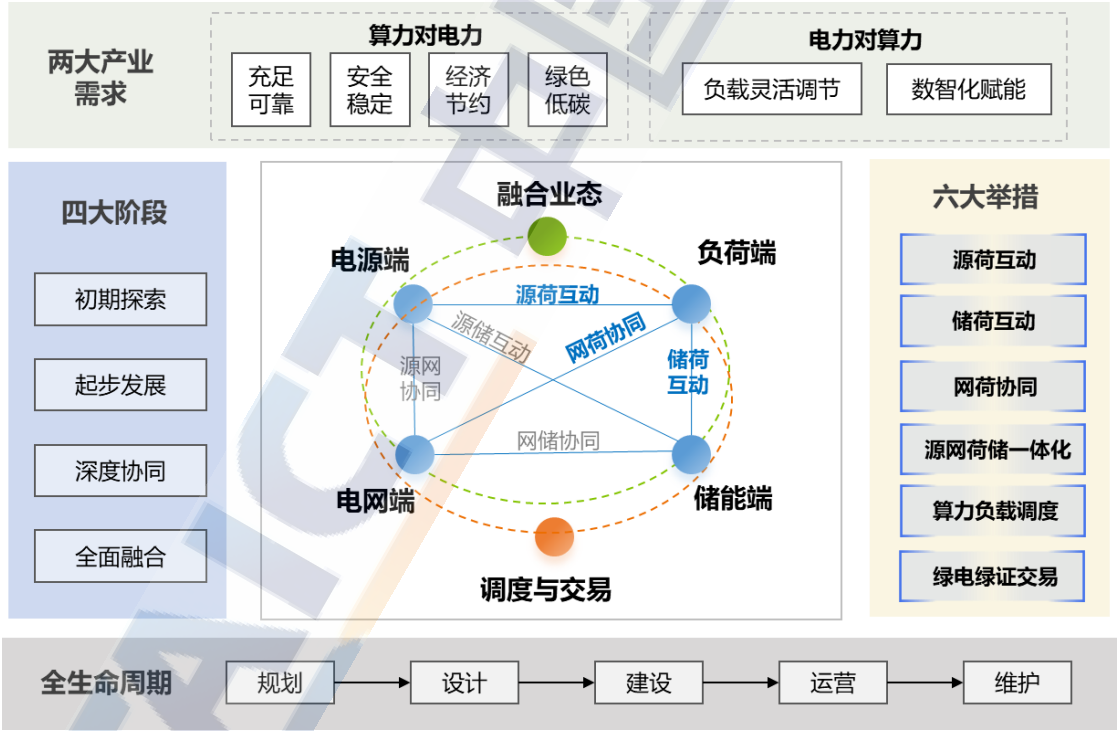 两大产业
需求
算力对电力
充足
可靠
安全
稳定
经济
节约
绿色
低碳
电力对算力
负载灵活调节
数智化赋能
四大阶段
初期探索
起步发展
深度协同
全面融合
融合业态
电源端
负荷端
源荷互动
源储互动
网荷协同
源网
协同
储荷
互动
网储协同
电网端
储能端
调度与交易
六大举措
源荷互动
储荷互动
网荷协同
源网荷储一体化
算力负载调度
绿电绿证交易
全生命周期
规划
设计
建设
运营
维护